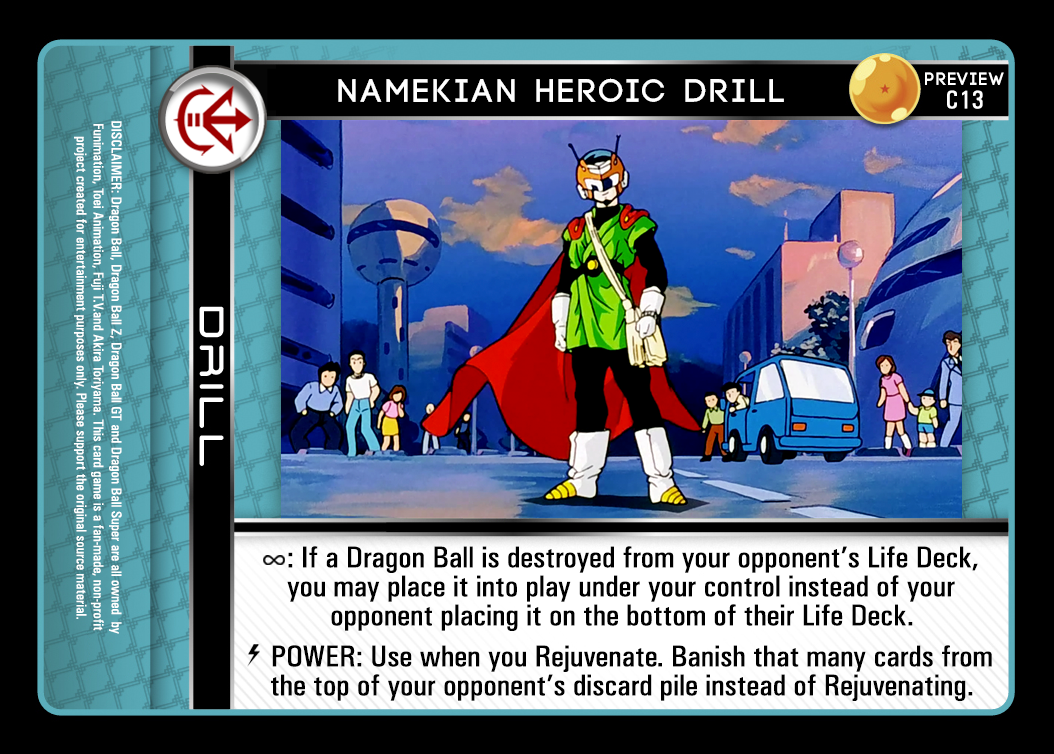 NAMEKIAN HEROIC DRILL
PREVIEW
C13
DRILL
∞: If a Dragon Ball is destroyed from your opponent's Life Deck,
you may place it into play under your control instead of your
opponent placing it on the bottom of their Life Deck.
POWER: Use when you Rejuvenate. Banish that many cards from
the top of your opponent's discard pile instead of Rejuvenating.
DISCLAIMER: Dragon Ball, Dragon Ball Z, Dragon Ball GT and Dragon Ball Super are all owned by
Funimation, Toei Animation, Fuji T.V.and Akira Toriyama. This card game is a fan-made, non-profit
project created for entertainment purposes only. Please support the original source material.